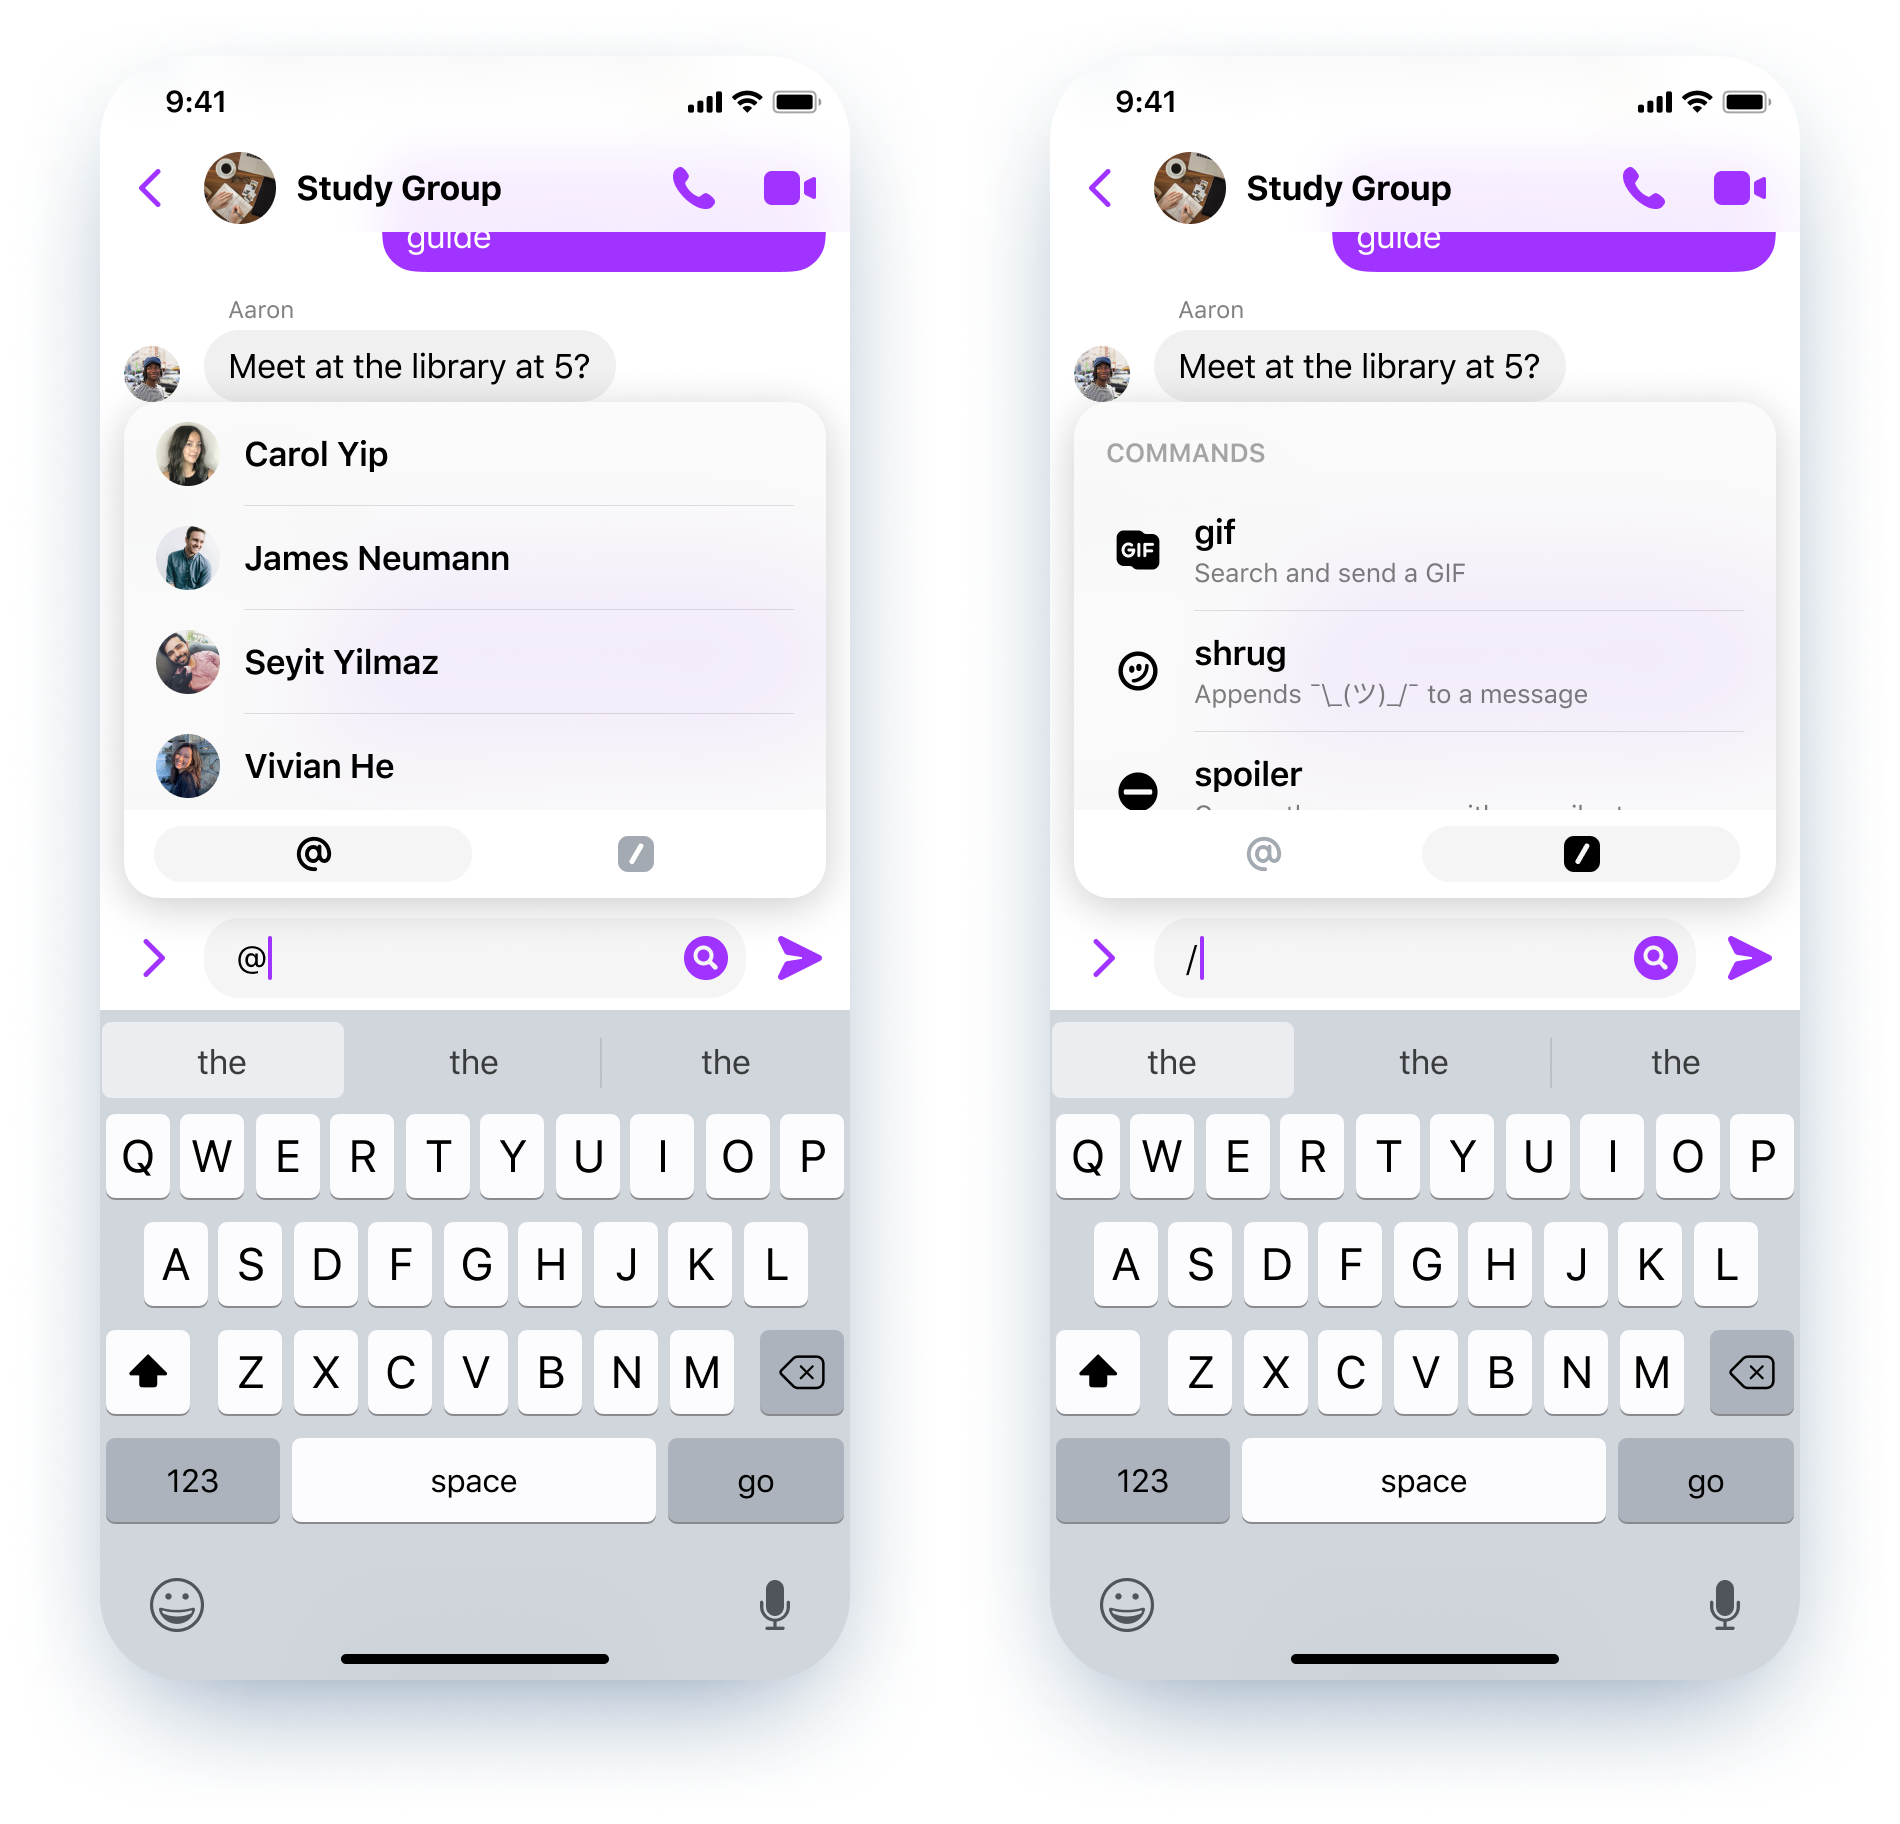 9:41
Study Group
guide
Aaron
Meet at the library at 5?
Carol Yip
James Neumann
Seyit Yilmaz
Vivian He
@
/
@
the the the
Q W E R T Y U I O P
A S D F G H J K L
Z X C V B N M
123 space go
9:41
Study Group
guide
Aaron
Meet at the library at 5?
COMMANDS
GIF
gif
Search and send a GIF
shrug
Appends ¯\_(ツ)_/¯ to a message
spoiler
@
/
/
the the the
Q W E R T Y U I O P
A S D F G H J K L
Z X C V B N M
123 space go